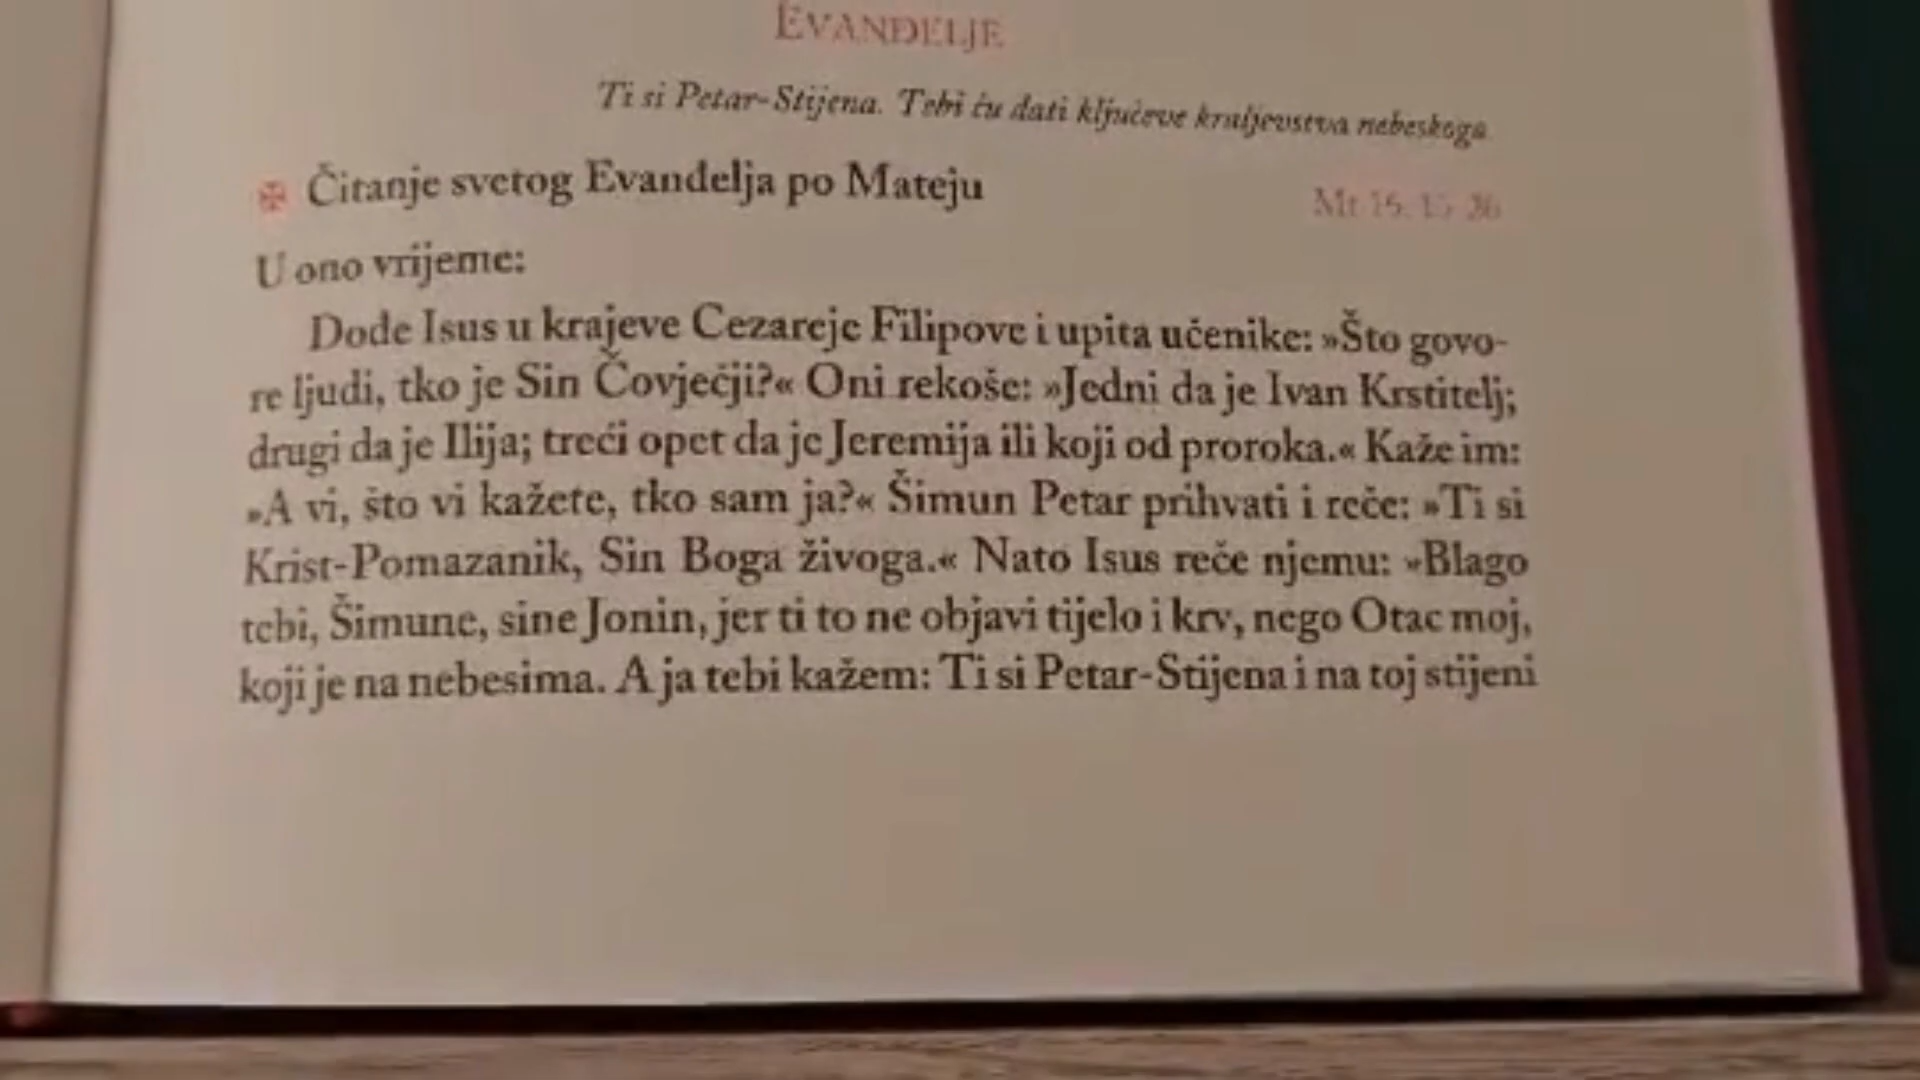 EVANĐELJE
Ti si Petar-Stijena. Tebi ću dati ključeve kraljevstva nebeskoga
✠ Čitanje svetog Evanđelja po Mateju
Mt 16,
U ono vrijeme:
Dođe Isus u krajeve Cezareje Filipove i upita učenike: »Što govo-
re ljudi, tko je Sin Čovječji?« Oni rekoše: »Jedni da je Ivan Krstitelj;
drugi da je Ilija; treći opet da je Jeremija ili koji od proroka.« Kaže im:
»A vi, što vi kažete, tko sam ja?« Šimun Petar prihvati i reče: »Ti si
Krist-Pomazanik, Sin Boga živoga.« Nato Isus reče njemu: »Blago
tebi, Šimune, sine Jonin, jer ti to ne objavi tijelo i krv, nego Otac moj,
koji je na nebesima. A ja tebi kažem: Ti si Petar-Stijena i na toj stijeni